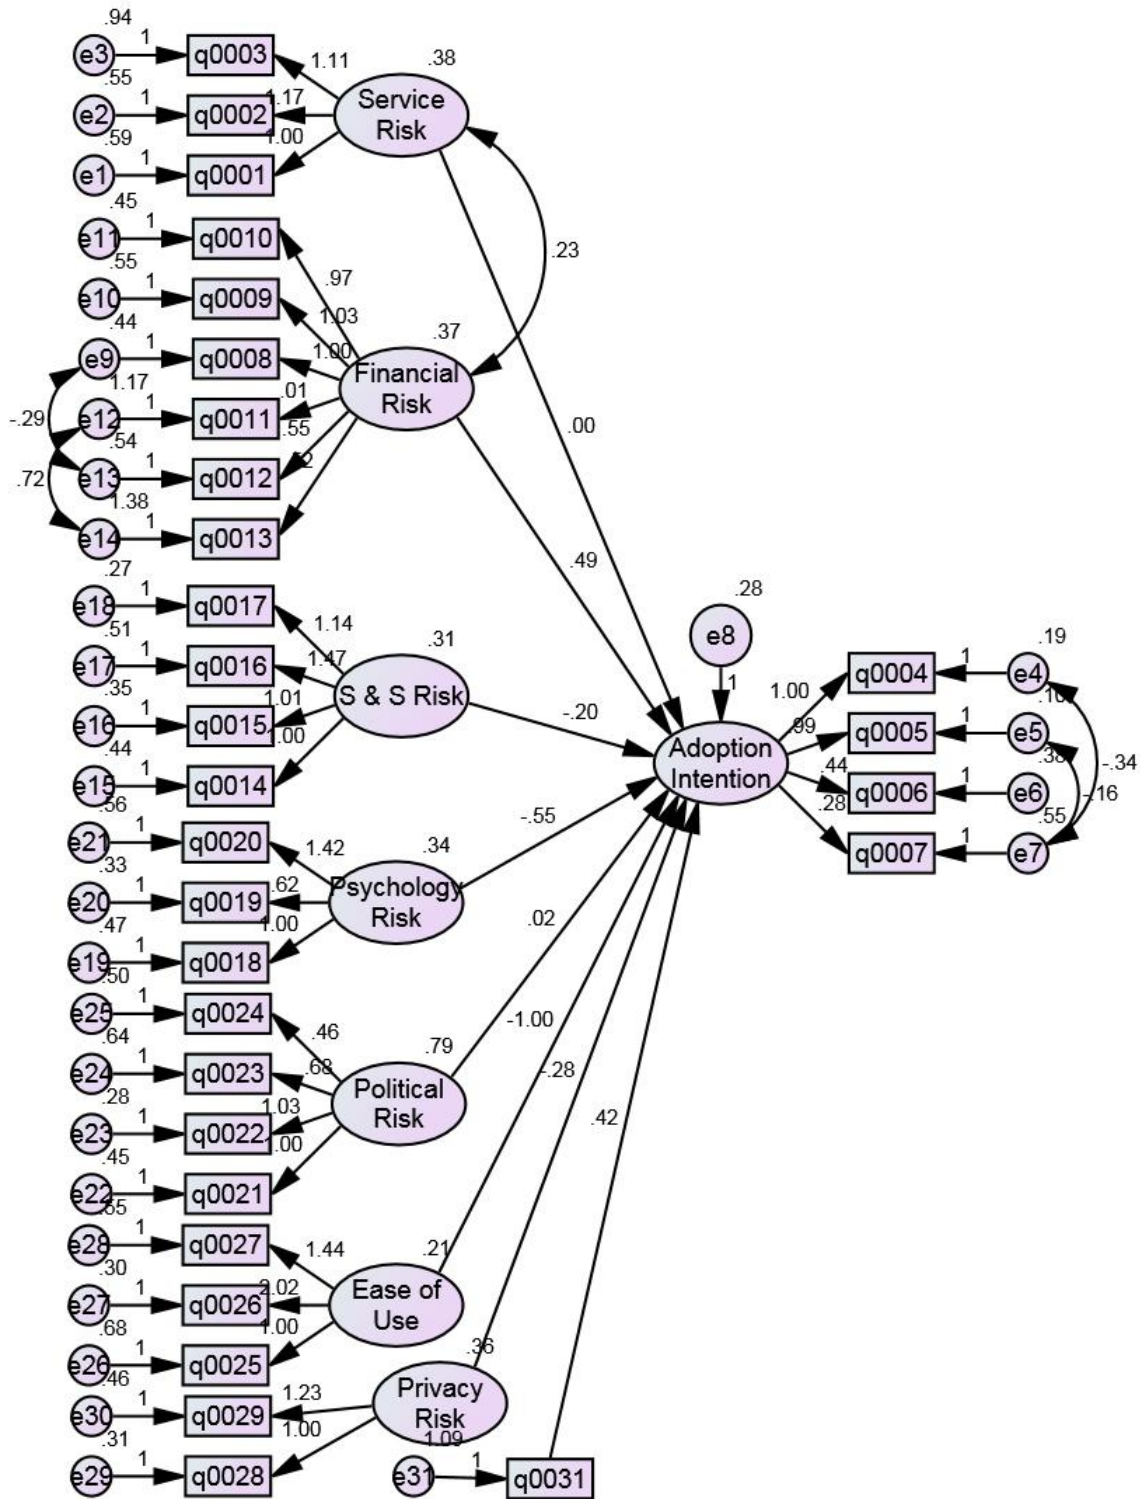 .94
e3
1
q0003
1.11
.38
.55
e2
1
q0002
1.17
Service
Risk
.59
1.00
e1
1
q0001
.45
e11
1
q0010
.23
.55
.97
e10
1
q0009
.44
1.03
.37
e9
1
q0008
1.00
Financial
Risk
1.17
.01
-.29
e12
1
q0011
.00
.54
.55
.72
e13
1
q0012
1.38
e14
1
q0013
.49
.27
e18
1
q0017
.51
1.14
.31
.28
e17
1
q0016
1.47
e8
.35
S & S Risk
1
e16
1
q0015
1.01
-.20
.44
1.00
e15
1
q0014
1.00
q0004
1
e4
.19
.99
q0005
1
e5
.10
Adoption
Intention
-.34
.44
q0006
1
e6
.38
-.16
.28
q0007
1
e7
.55
.56
e21
1
q0020
1.42
.34
-.55
.33
e20
1
q0019
.62
Psychology
Risk
.47
1.00
e19
1
q0018
.02
.50
e25
1
q0024
.46
-1.00
.79
.64
e24
1
q0023
.68
-.28
Political
Risk
.28
e23
1
q0022
1.03
.42
.45
1.00
e22
1
q0021
e28
1
q0027
1.44
.21
.30
e27
1
q0026
2.02
Ease of
Use
.68
1.00
e26
1
q0025
.36
.46
e30
1
q0029
1.23
Privacy
Risk
.31
1.00
1.09
e29
1
q0028
e31
1
q0031